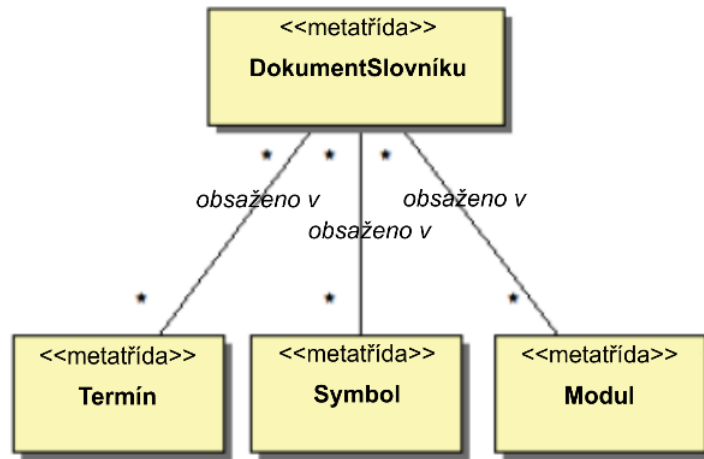 <<metatřída>>
DokumentSlovníku
* * *
obsaženo v
obsaženo v
obsaženo v
* * *
<<metatřída>>
Termín
<<metatřída>>
Symbol
<<metatřída>>
Modul